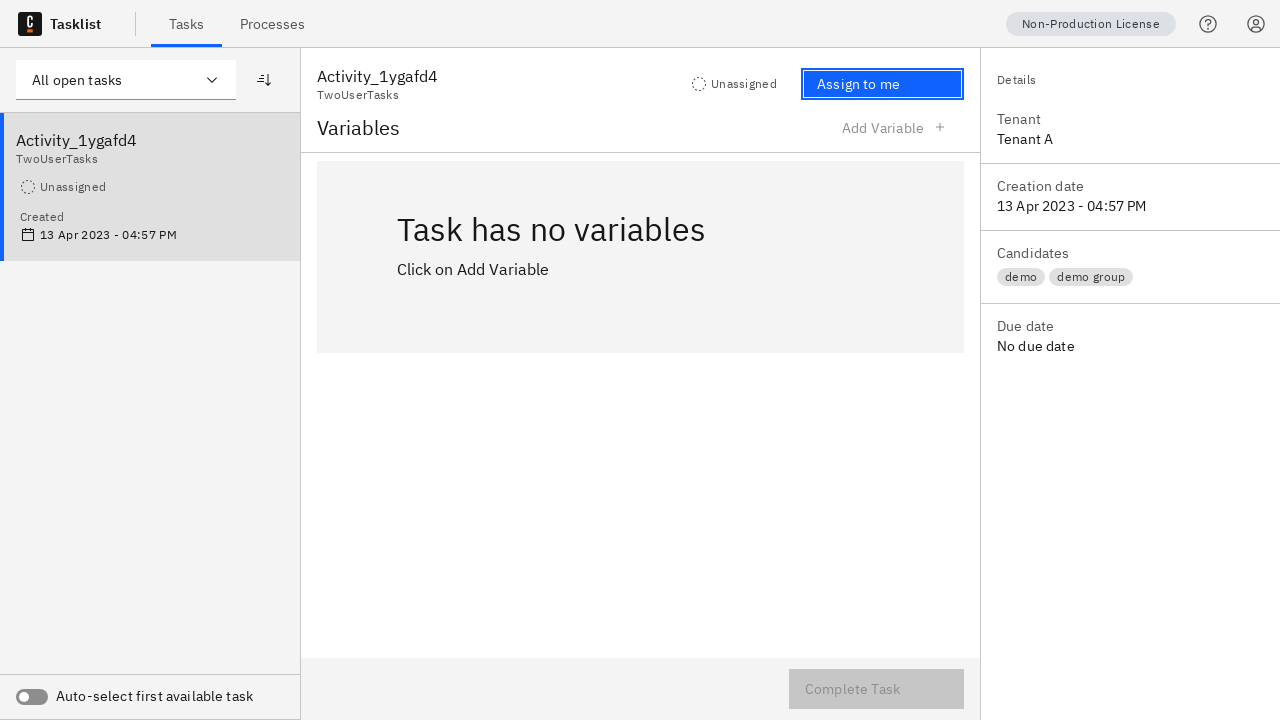 Tasklist
Tasks
Processes
Non-Production License
All open tasks
Activity_1ygafd4
TwoUserTasks
Unassigned
Created
13 Apr 2023 - 04:57 PM
Auto-select first available task
Activity_1ygafd4
TwoUserTasks
Unassigned
Assign to me
Variables
Add Variable
Task has no variables
Click on Add Variable
Complete Task
Details
Tenant
Tenant A
Creation date
13 Apr 2023 - 04:57 PM
Candidates
demo
demo group
Due date
No due date